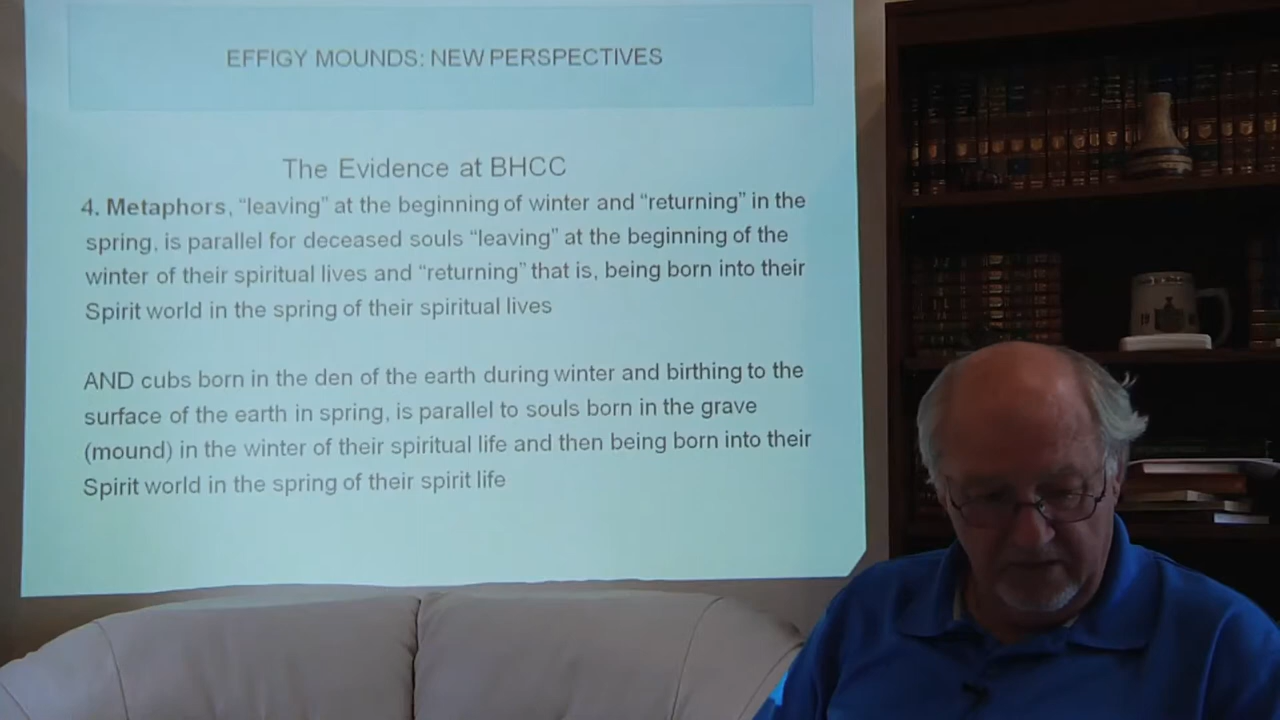 EFFIGY MOUNDS: NEW PERSPECTIVES
The Evidence at BHCC
4. Metaphors, “leaving” at the beginning of winter and “returning” in the
spring, is parallel for deceased souls “leaving” at the beginning of the
winter of their spiritual lives and “returning” that is, being born into their
Spirit world in the spring of their spiritual lives
AND cubs born in the den of the earth during winter and birthing to the
surface of the earth in spring, is parallel to souls born in the grave
(mound) in the winter of their spiritual life and then being born into their
Spirit world in the spring of their spirit life